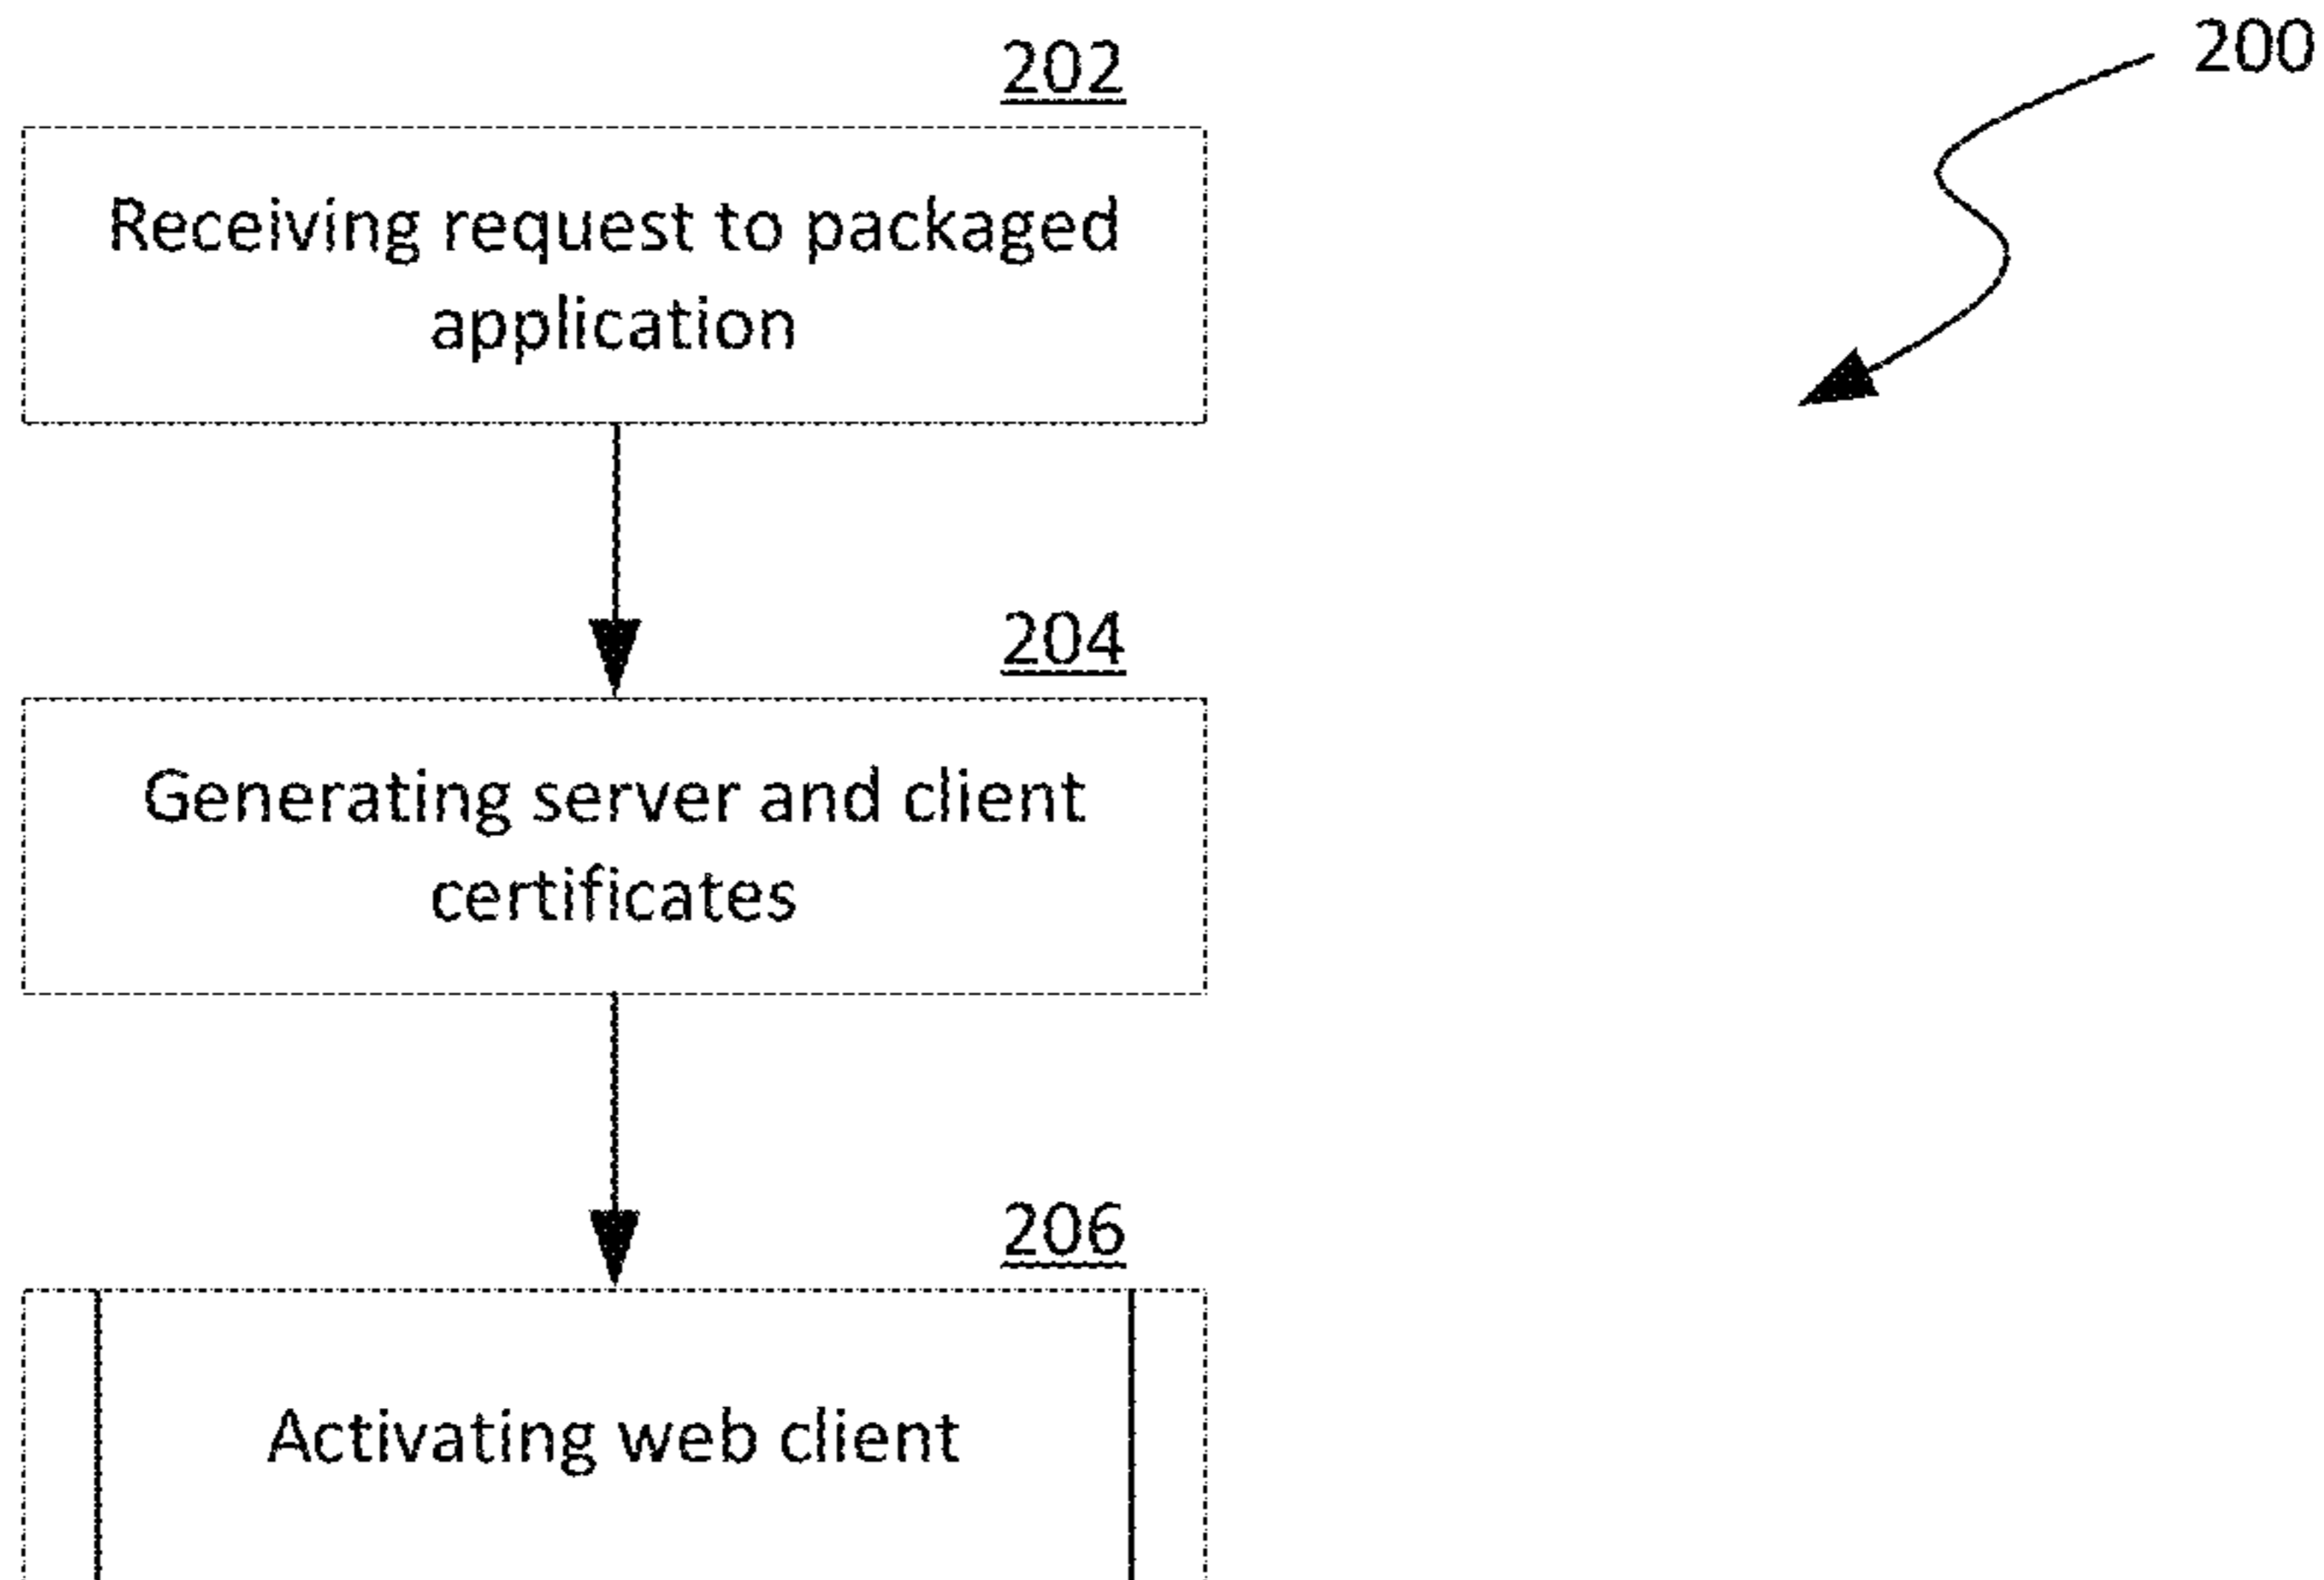 202
200
Receiving request to packaged
application
204
Generating server and client
certificates
206
Activating web client